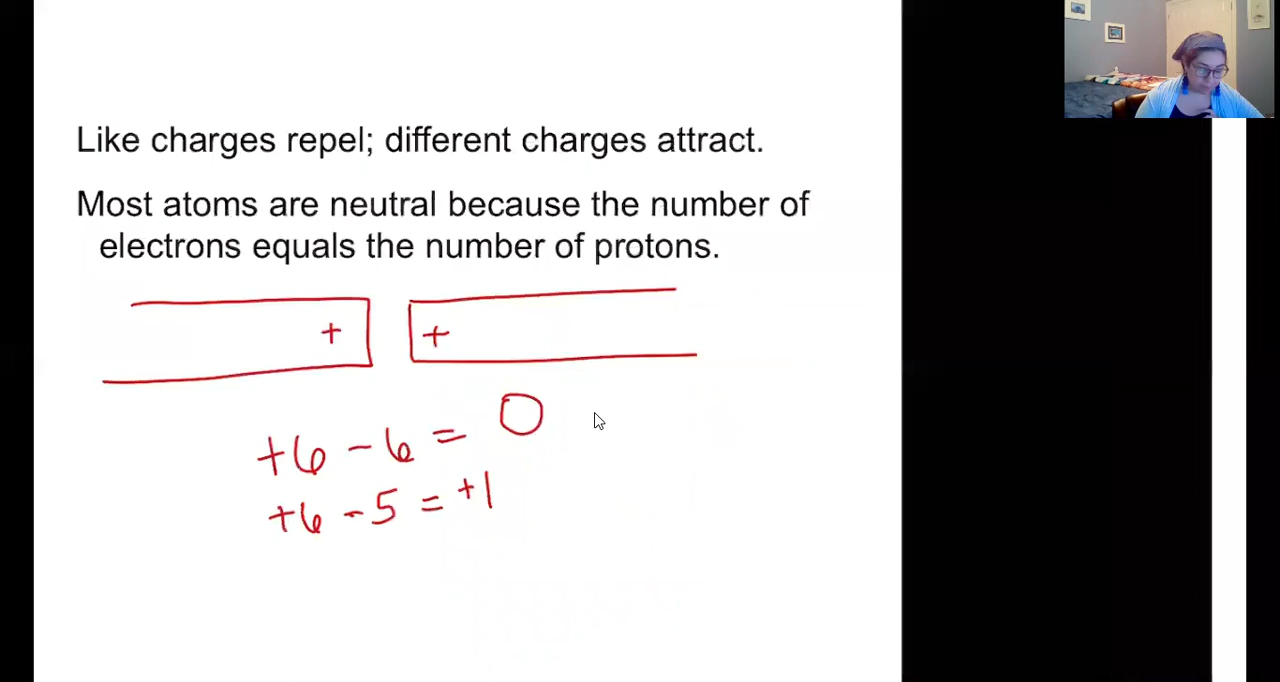 Like charges repel; different charges attract.
Most atoms are neutral because the number of
electrons equals the number of protons.
+ +
+6 - 6 = 0
+6 - 5 = +1